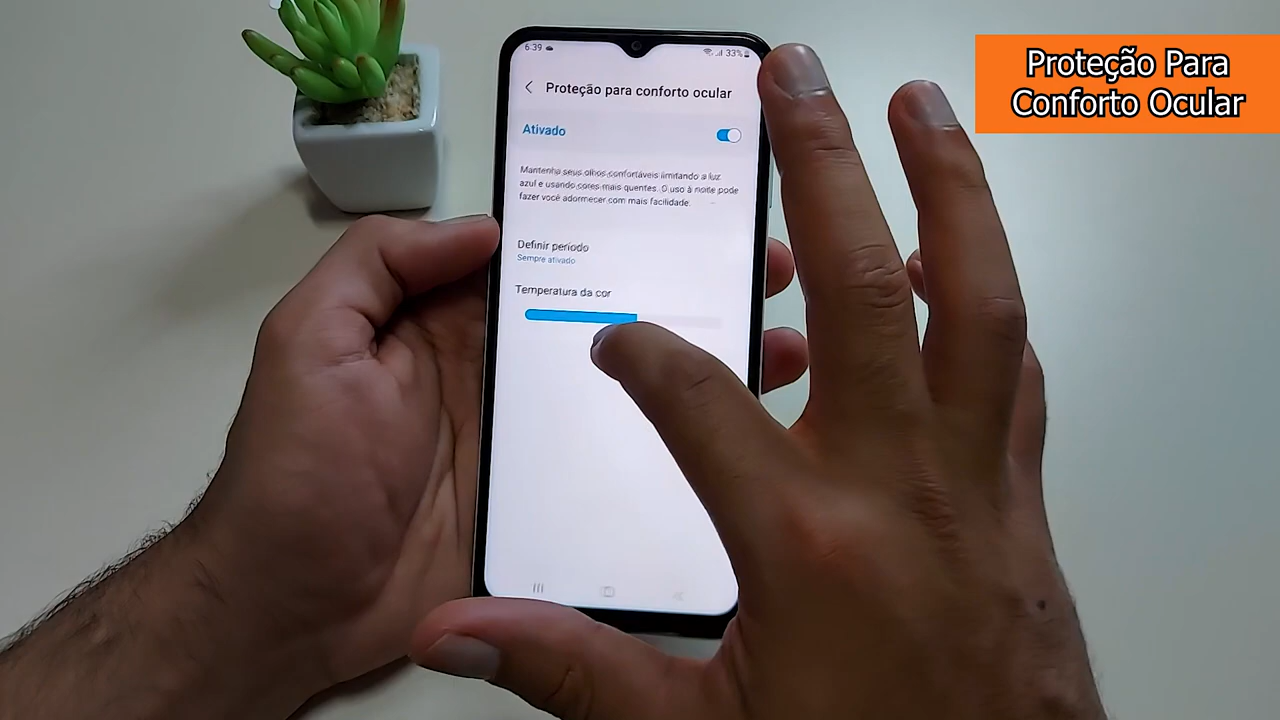 6:39
33%
Proteção para conforto ocular
Ativado
Mantenha seus olhos confortáveis limitando a luz
azul e usando cores mais quentes. O uso à noite pode
fazer você adormecer com mais facilidade.
Definir período
Sempre ativado
Temperatura da cor
Proteção Para
Conforto Ocular